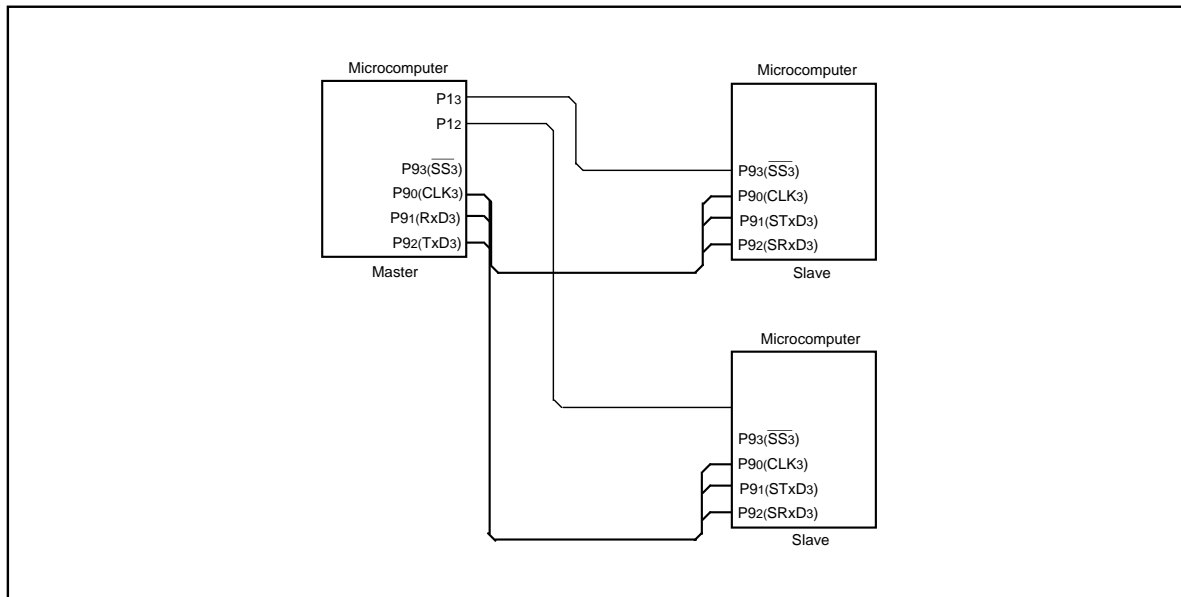 Microcomputer
P13
P12
P93(SS3)
P90(CLK3)
P91(RxD3)
P92(TxD3)
Master
Microcomputer
P93(SS3)
P90(CLK3)
P91(STxD3)
P92(SRxD3)
Slave
Microcomputer
P93(SS3)
P90(CLK3)
P91(STxD3)
P92(SRxD3)
Slave